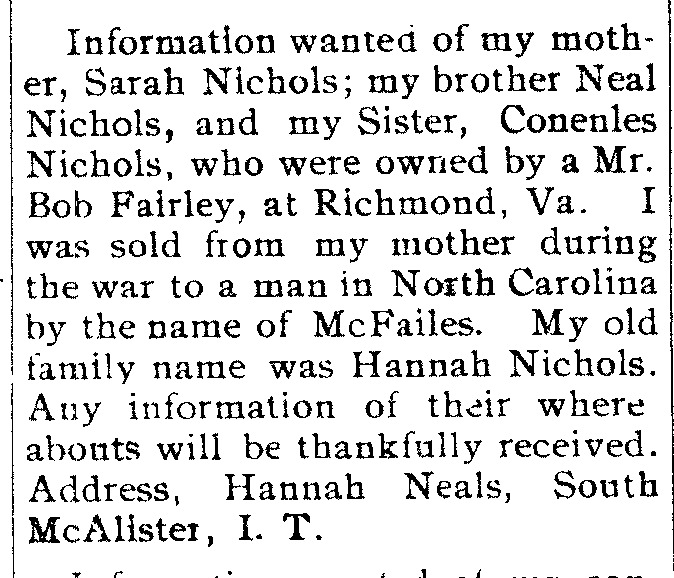 Information wanted of my moth-
er, Sarah Nichols; my brother Neal
Nichols, and my Sister, Conenles
Nichols, who were owned by a Mr.
Bob Fairley, at Richmond, Va. I
was sold from my mother during
the war to a man in North Carolina
by the name of McFailes. My old
family name was Hannah Nichols.
Any information of their where
abouts will be thankfully received.
Address, Hannah Neals, South
McAlister, I. T.